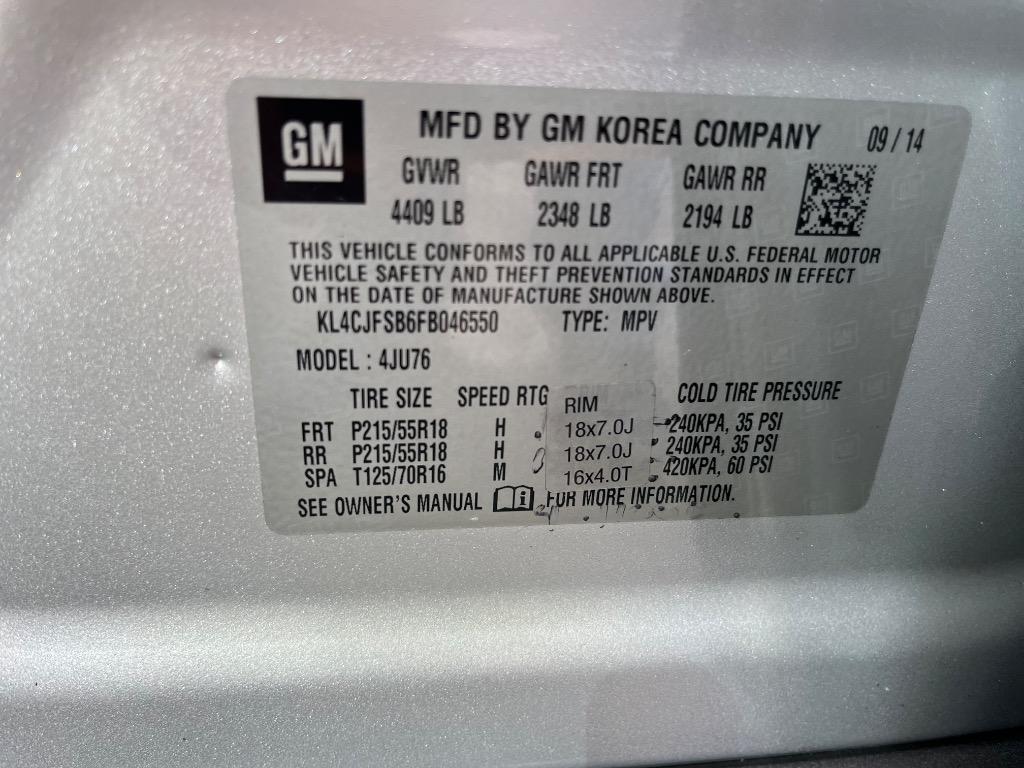 GM
MFD BY GM KOREA COMPANY 09 / 14
GVWR GAWR FRT GAWR RR
4409 LB 2348 LB 2194 LB
THIS VEHICLE CONFORMS TO ALL APPLICABLE U.S. FEDERAL MOTOR
VEHICLE SAFETY AND THEFT PREVENTION STANDARDS IN EFFECT
ON THE DATE OF MANUFACTURE SHOWN ABOVE.
KL4CJFSB6FB046550 TYPE: MPV
MODEL : 4JU76
TIRE SIZE SPEED RTG RIM COLD TIRE PRESSURE
FRT P215/55R18 H 18x7.0J 240KPA, 35 PSI
RR P215/55R18 H 18x7.0J 240KPA, 35 PSI
SPA T125/70R16 M 16x4.0T 420KPA, 60 PSI
SEE OWNER'S MANUAL FOR MORE INFORMATION.